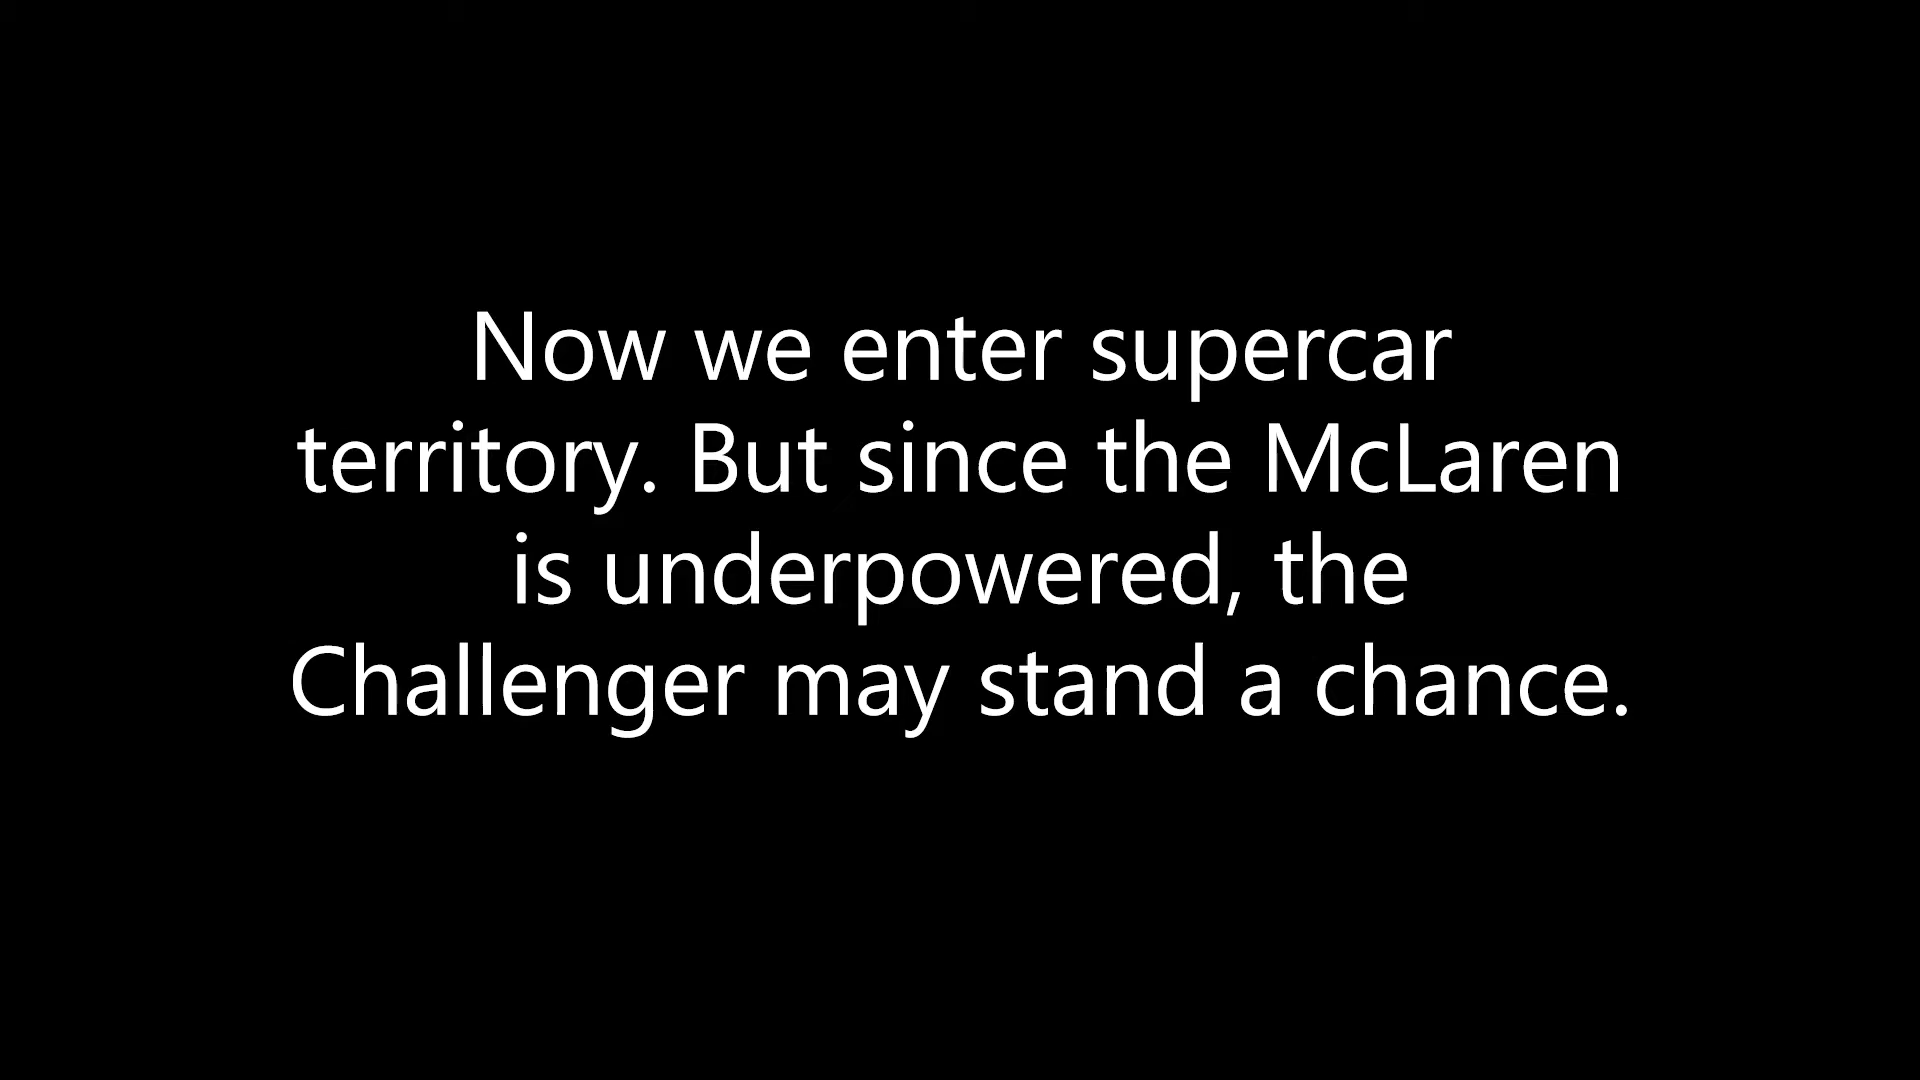 Now we enter supercar
territory. But since the McLaren
is underpowered, the
Challenger may stand a chance.